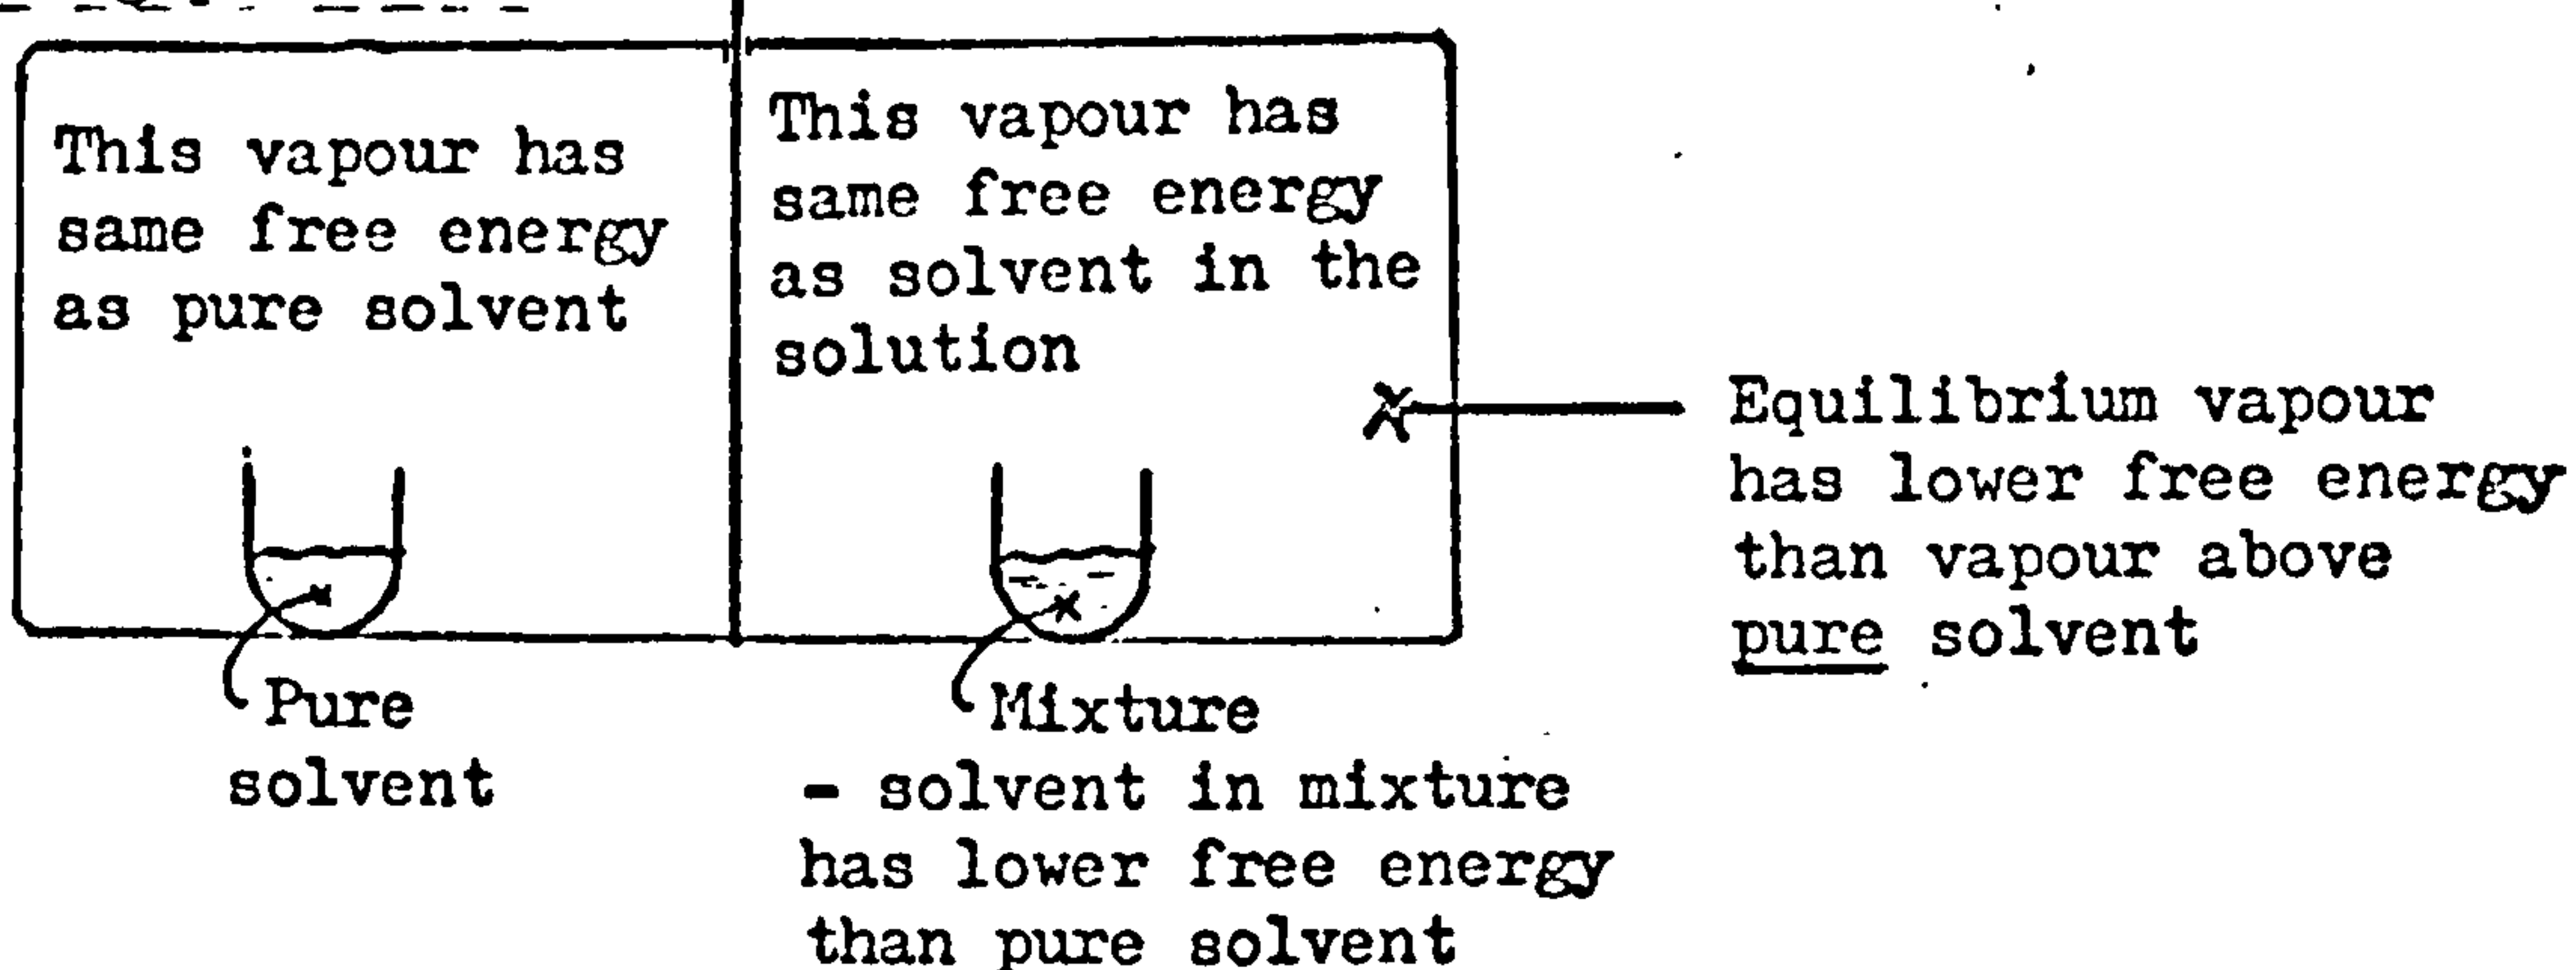 This vapour has
same free energy
as pure solvent
This vapour has
same free energy
as solvent in the
solution
Equilibrium vapour
has lower free energy
than vapour above
pure solvent
Pure
solvent
Mixture
- solvent in mixture
has lower free energy
than pure solvent